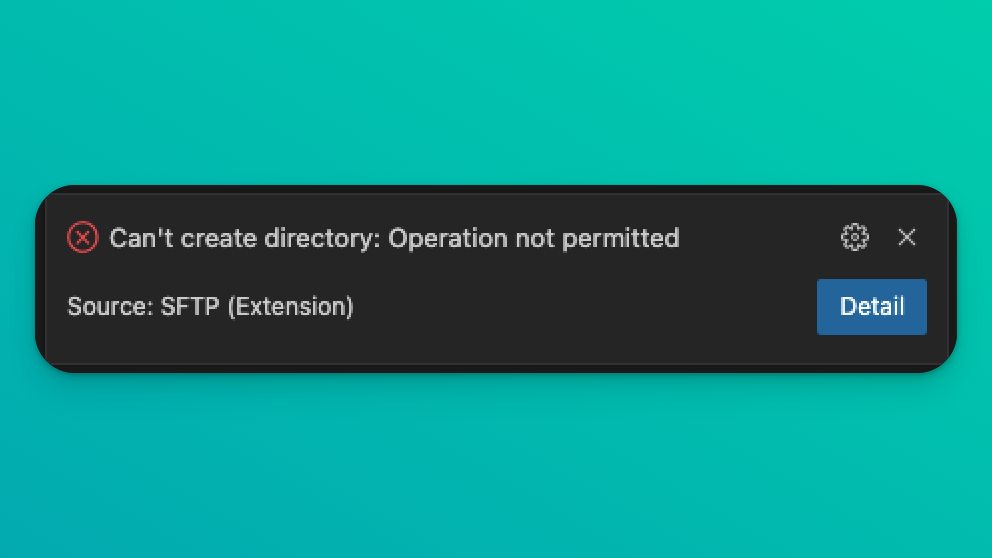 Can't create directory: Operation not permitted
Source: SFTP (Extension)
Detail